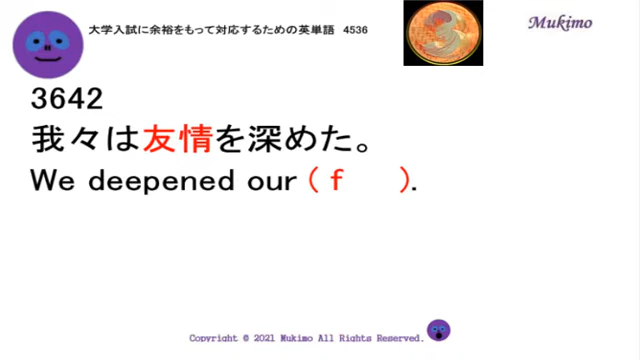 大学入試に余裕をもって対応するための英単語 4536
Mukimo
3642
我々は友情を深めた。
We deepened our ( f ).
Copyright © 2021 Mukimo All Rights Reserved.